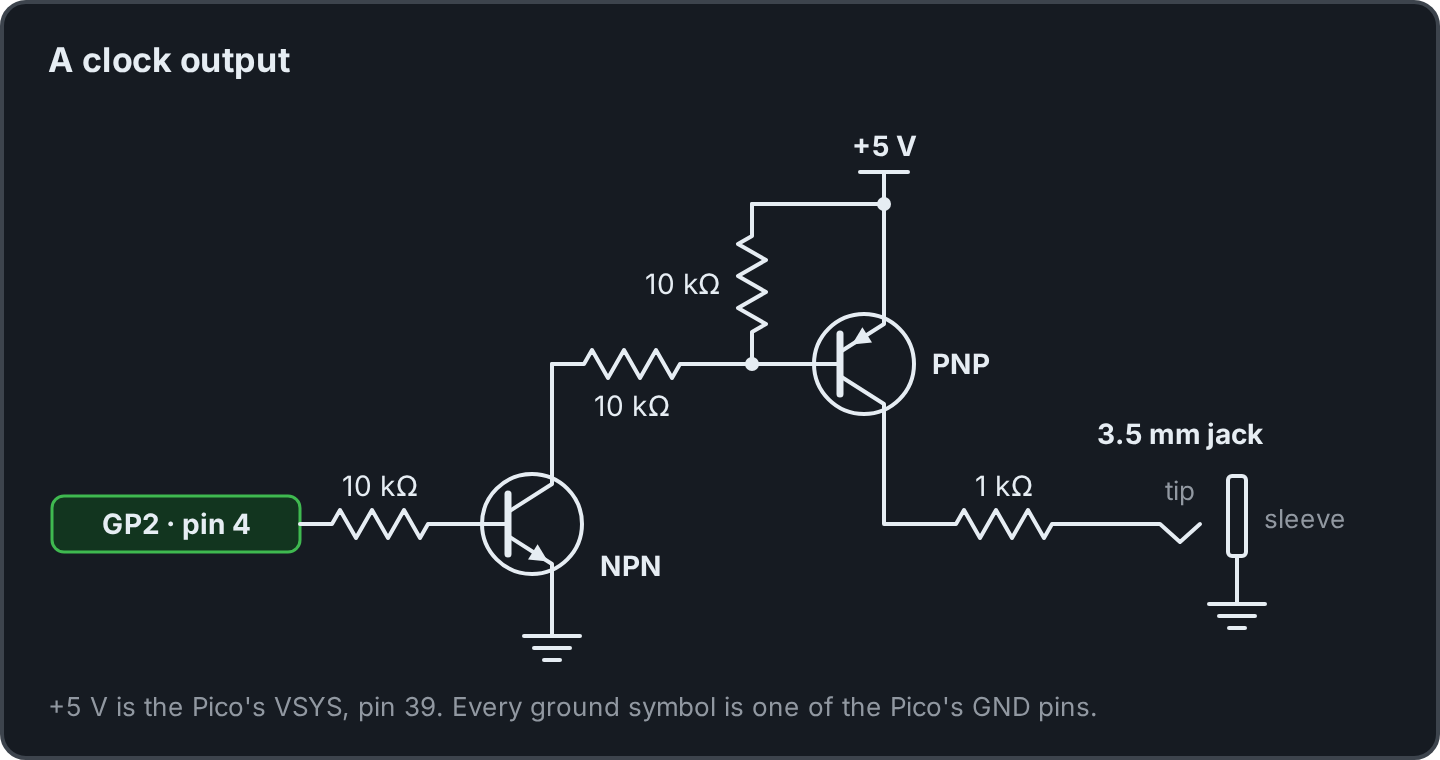 A clock output
+5 V
10 kΩ
PNP
10 kΩ
3.5 mm jack
10 kΩ
1 kΩ
tip
GP2 · pin 4
sleeve
NPN
+5 V is the Pico's VSYS, pin 39. Every ground symbol is one of the Pico's GND pins.